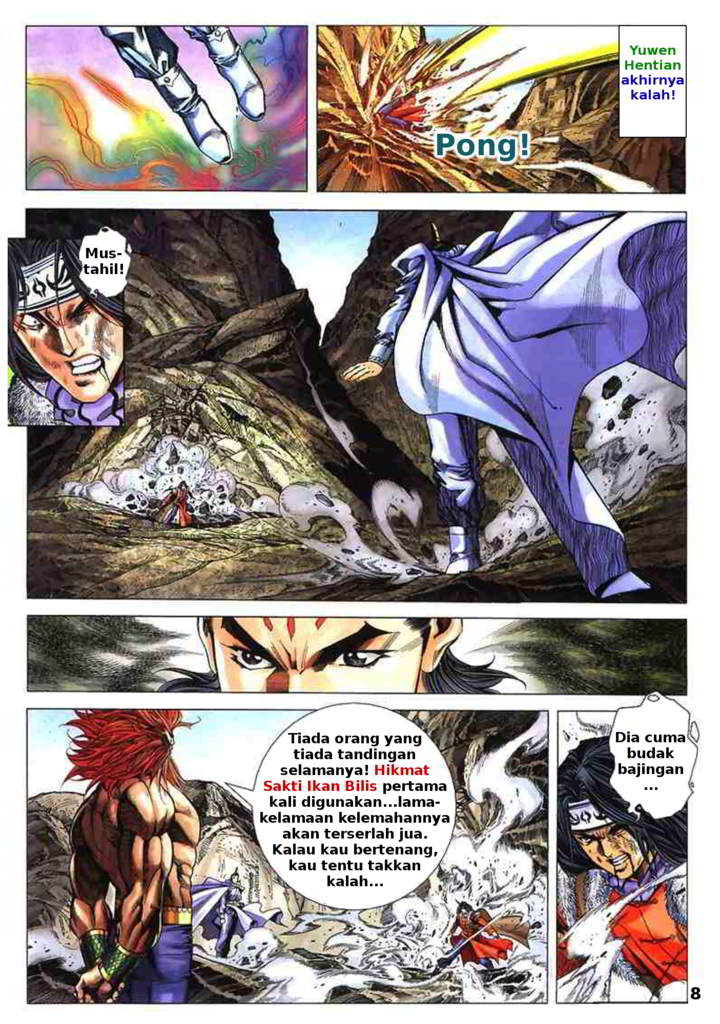 Yuwen
Hentian
akhirnya
kalah!
Pong!
Mus-
tahil!
Tiada orang yang
tiada tandingan
selamanya! Hikmat
Sakti Ikan Bilis pertama
kali digunakan...lama-
kelamaan kelemahannya
akan terserlah jua.
Kalau kau bertenang,
kau tentu takkan
kalah...
Dia cuma
budak
bajingan
...
8